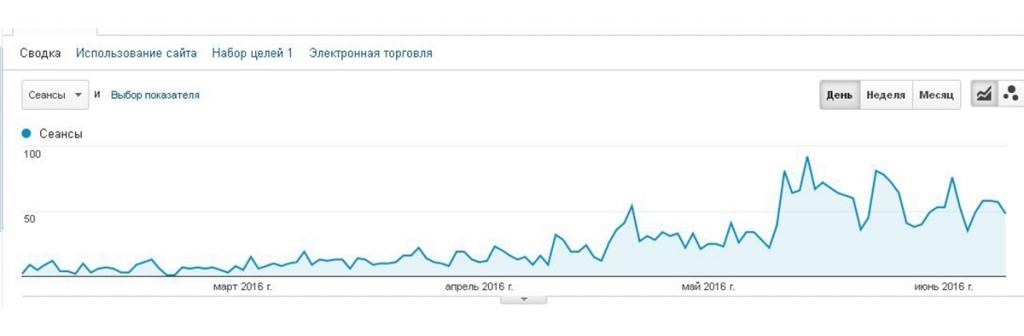 Сводка Использование сайта Набор целей 1 Электронная торговля
Сеансы и Выбор показателя День Неделя Месяц
Сеансы
100
50
март 2016 г. апрель 2016 г. май 2016 г. июнь 2016 г.